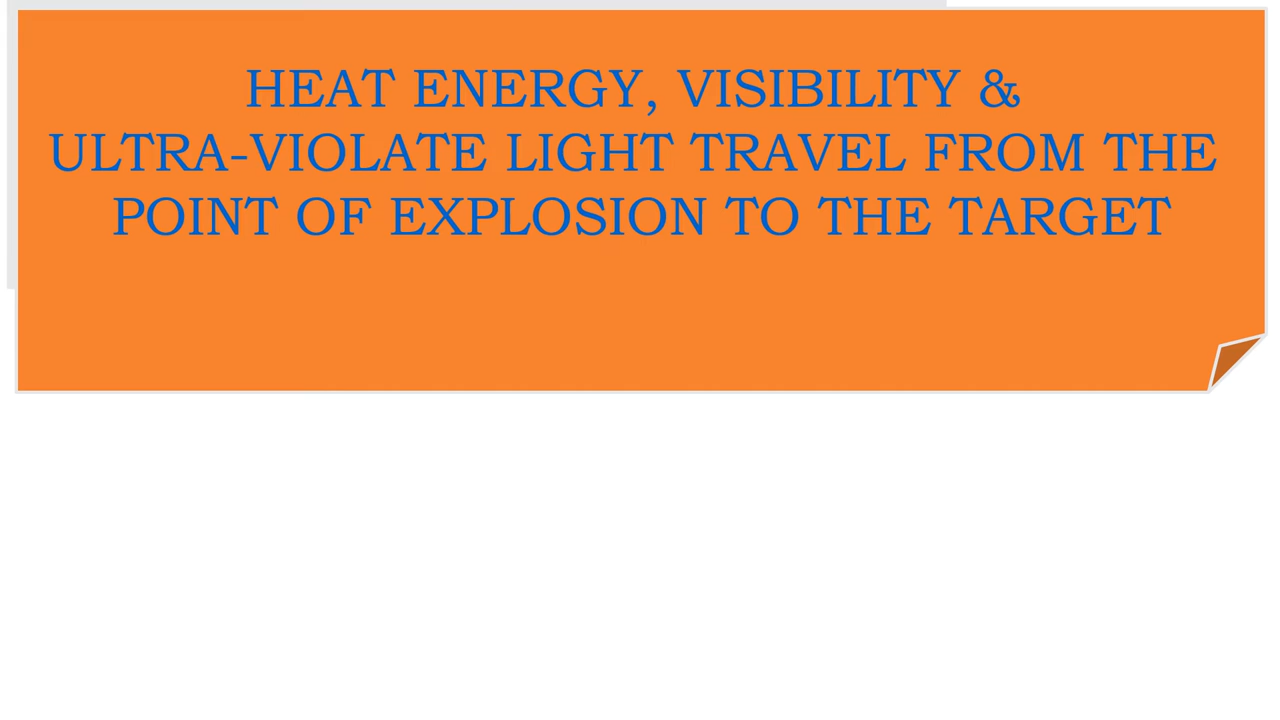 HEAT ENERGY, VISIBILITY &
ULTRA-VIOLATE LIGHT TRAVEL FROM THE
POINT OF EXPLOSION TO THE TARGET